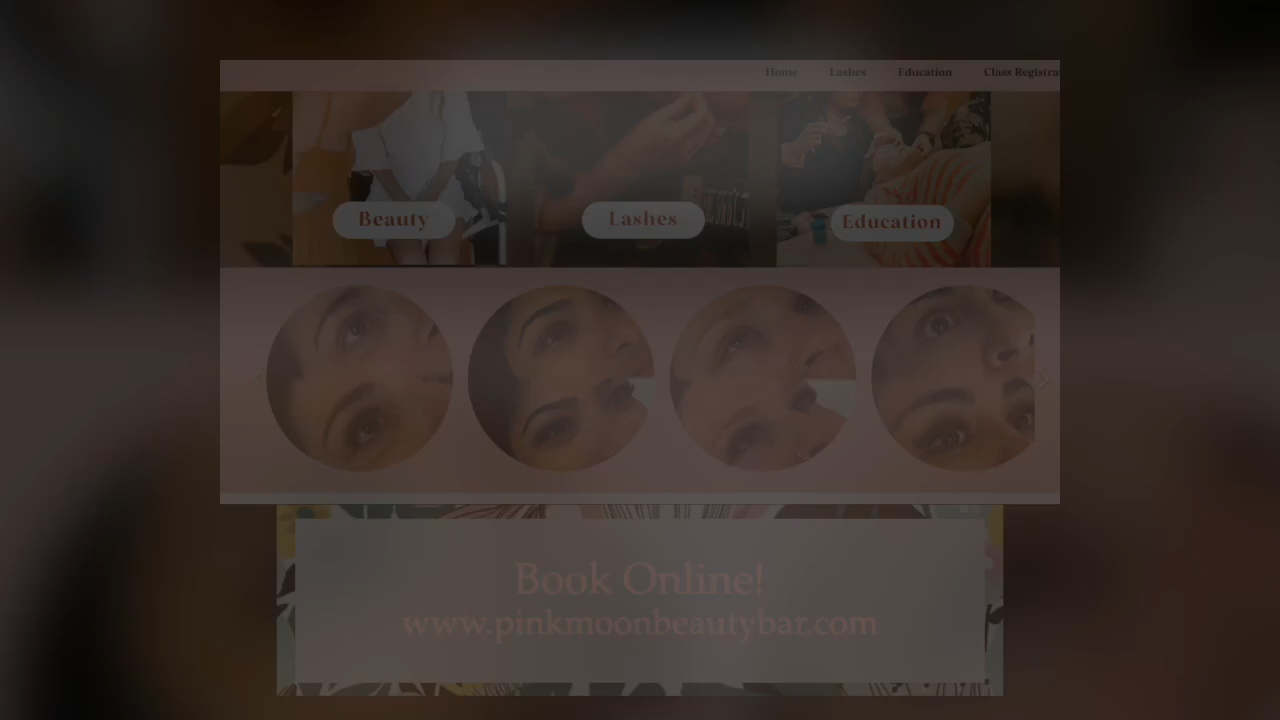 Home Lashes Education Class Registra
Beauty Lashes Education
Book Online!
www.pinkmoonbeautybar.com